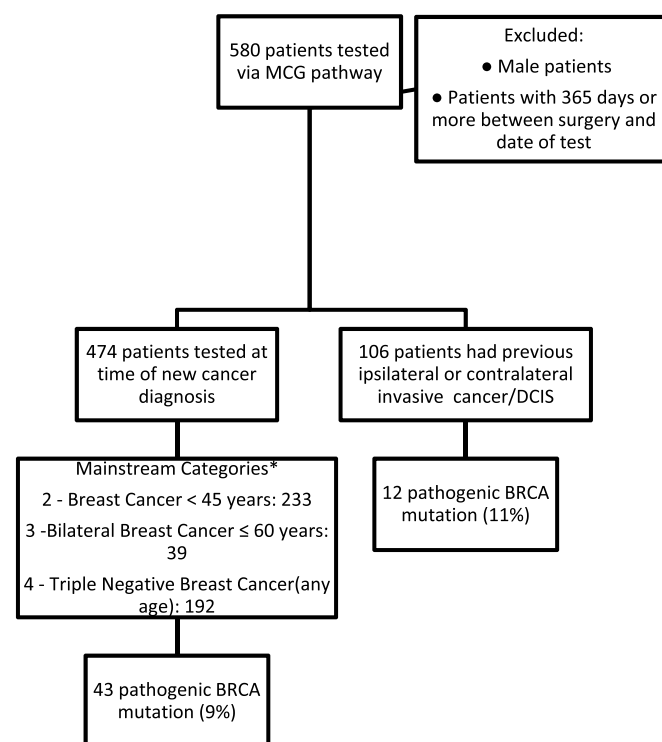 580 patients tested
via MCG pathway
Excluded:
● Male patients
● Patients with 365 days or
more between surgery and
date of test
474 patients tested at
time of new cancer
diagnosis
106 patients had previous
ipsilateral or contralateral
invasive cancer/DCIS
Mainstream Categories*
2 - Breast Cancer < 45 years: 233
3 -Bilateral Breast Cancer ≤ 60 years:
39
4 - Triple Negative Breast Cancer(any
age): 192
12 pathogenic BRCA
mutation (11%)
43 pathogenic BRCA
mutation (9%)